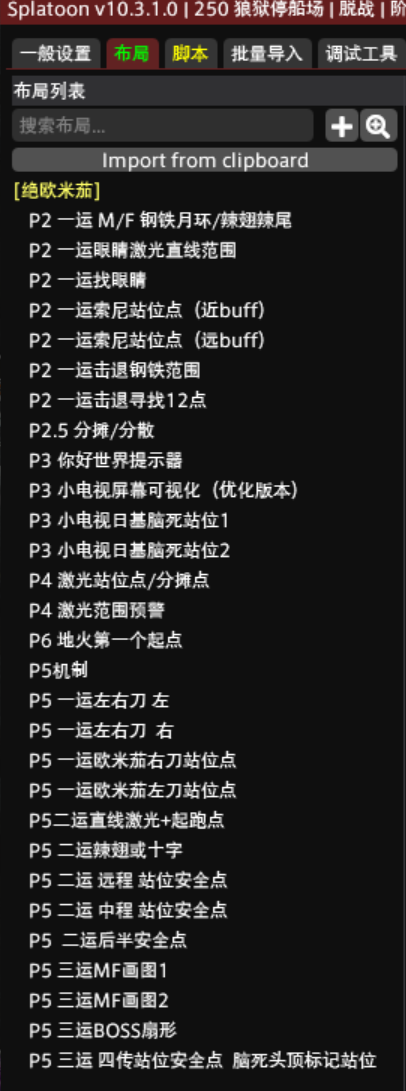 Splatoon v10.3.1.0 | 250 狼狱停船场 | 脱战 | 阶
一般设置 布局 脚本 批量导入 调试工具
布局列表
搜索布局...
Import from clipboard
[绝欧米茄]
P2 一运 M/F 钢铁月环/辣翅辣尾
P2 一运眼睛激光直线范围
P2 一运找眼睛
P2 一运索尼站位点（近buff）
P2 一运索尼站位点（远buff）
P2 一运击退钢铁范围
P2 一运击退寻找12点
P2.5 分摊/分散
P3 你好世界提示器
P3 小电视屏幕可视化（优化版本）
P3 小电视日基脑死站位1
P3 小电视日基脑死站位2
P4 激光站位点/分摊点
P4 激光范围预警
P6 地火第一个起点
P5机制
P5 一运左右刀 左
P5 一运左右刀 右
P5 一运欧米茄右刀站位点
P5 一运欧米茄左刀站位点
P5二运直线激光+起跑点
P5 二运辣翅或十字
P5 二运 远程 站位安全点
P5 二运 中程 站位安全点
P5 二运后半安全点
P5 三运MF画图1
P5 三运MF画图2
P5 三运BOSS扇形
P5 三运 四传站位安全点 脑死头顶标记站位